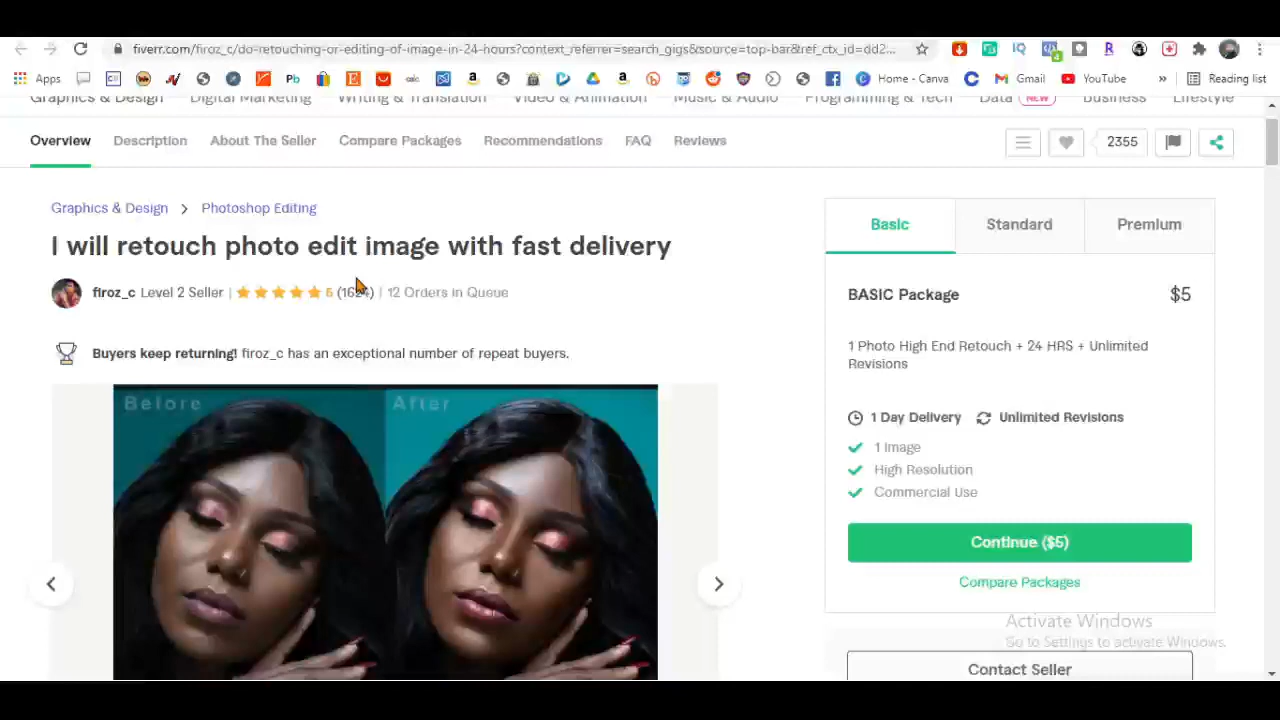 fiverr.com/firoz_c/do-retouching-or-editing-of-image-in-24-hours?context_referrer=search_gigs&source=top-bar&ref_ctx_id=dd2...
Apps
Pb
Home - Canva
Gmail
YouTube
»
Reading list
Graphics & Design
Digital Marketing
Writing & Translation
Video & Animation
Music & Audio
Programming & Tech
Data NEW
Business
Lifestyle
Overview
Description
About The Seller
Compare Packages
Recommendations
FAQ
Reviews
2355
Graphics & Design > Photoshop Editing
I will retouch photo edit image with fast delivery
firoz_c Level 2 Seller | 5 | 12 Orders in Queue
Buyers keep returning! firoz_c has an exceptional number of repeat buyers.
Before
After
Basic
Standard
Premium
BASIC Package $5
1 Photo High End Retouch + 24 HRS + Unlimited
Revisions
1 Day Delivery Unlimited Revisions
1 Image
High Resolution
Commercial Use
Continue ($5)
Compare Packages
Activate Windows
Go to Settings to activate Windows.
Contact Seller